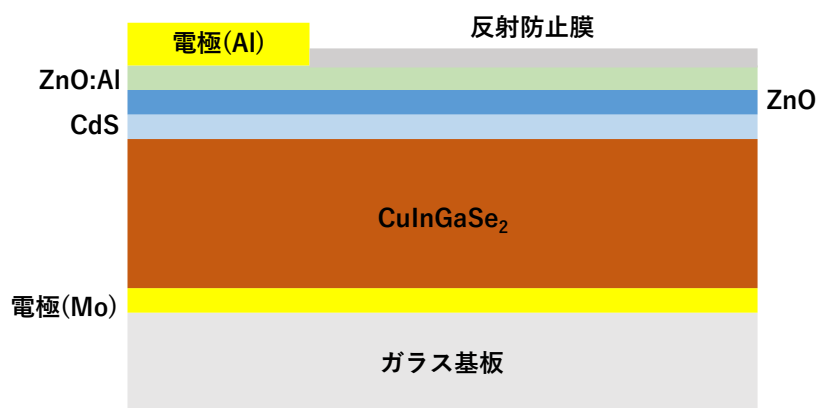 反射防止膜
電極(Al)
ZnO:Al
ZnO
CdS
CuInGaSe₂
電極(Mo)
ガラス基板